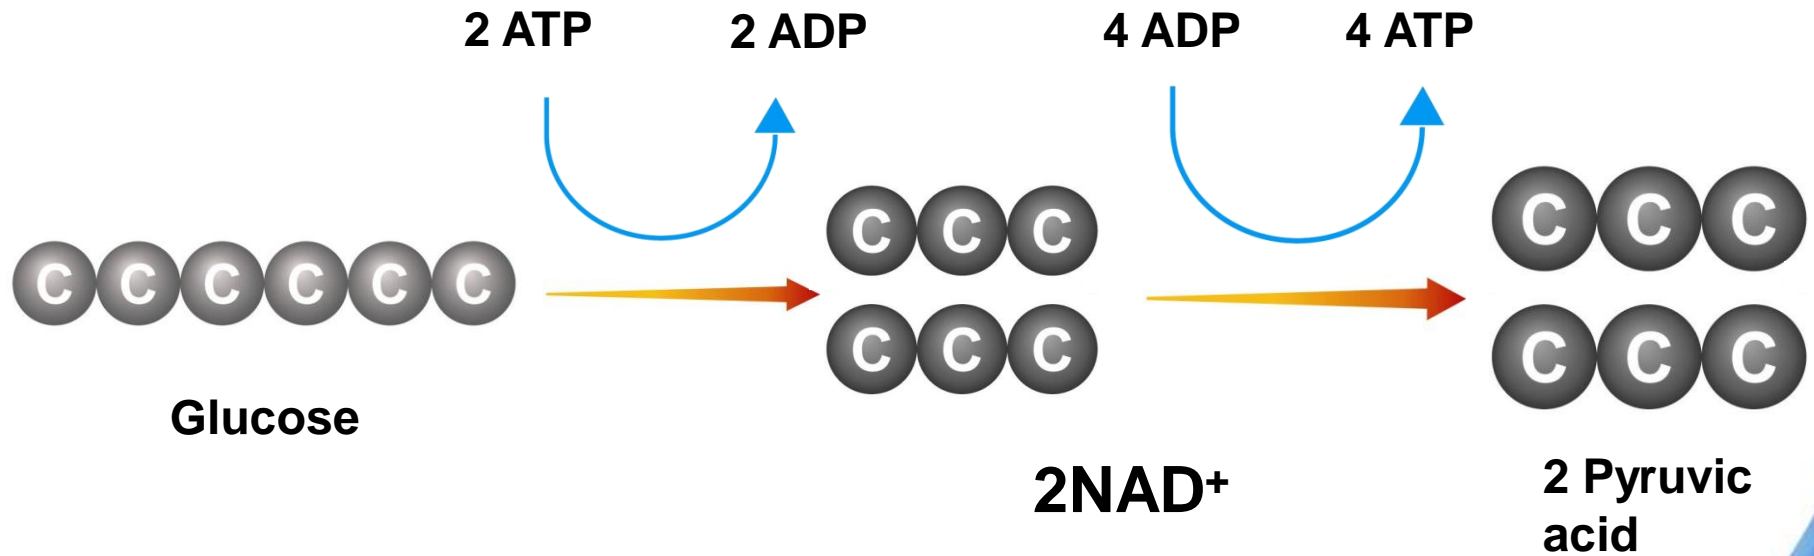 2 ATP
2 ADP
4 ADP
4 ATP
C C C C C C
C C C
C C C
C C C
C C C
Glucose
2NAD⁺
2 Pyruvic
acid